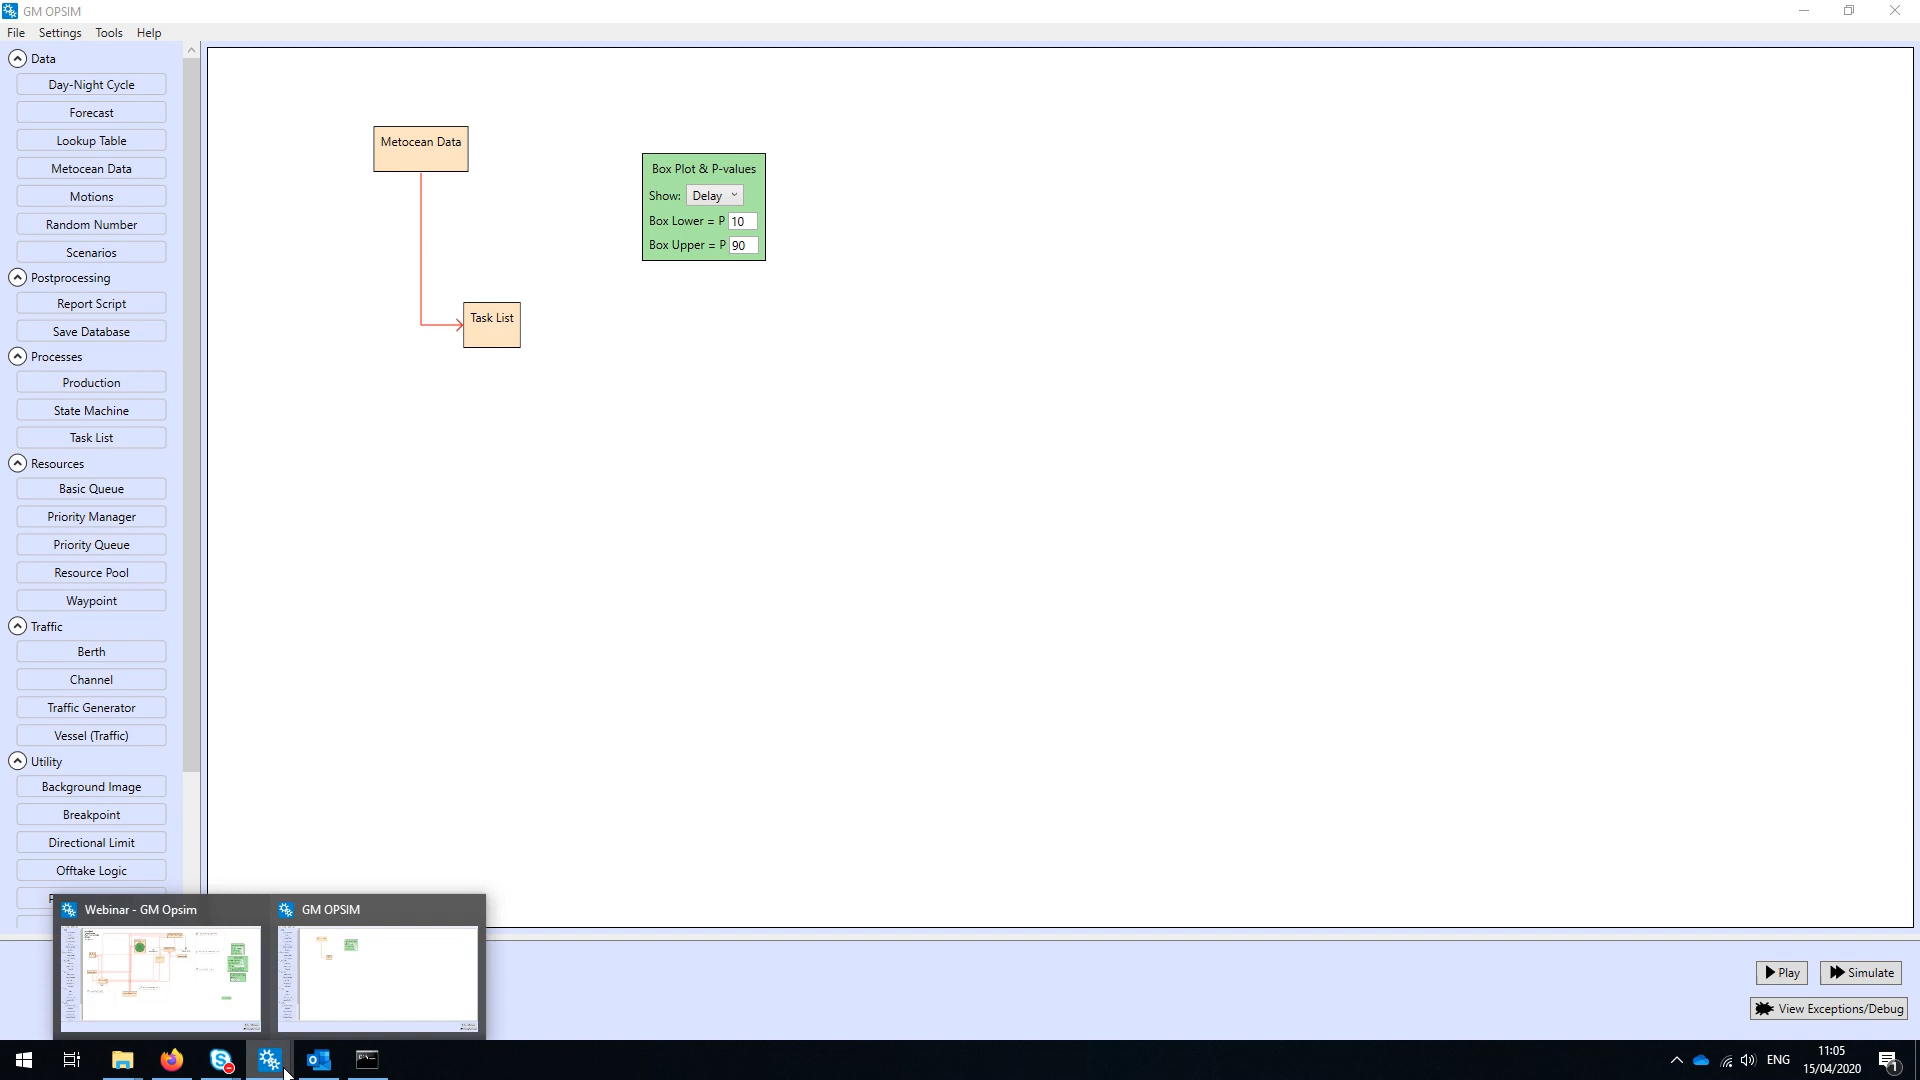 GM OPSIM
File Settings Tools Help
Data
Day-Night Cycle
Forecast
Lookup Table
Metocean Data
Motions
Random Number
Scenarios
Postprocessing
Report Script
Save Database
Processes
Production
State Machine
Task List
Resources
Basic Queue
Priority Manager
Priority Queue
Resource Pool
Waypoint
Traffic
Berth
Channel
Traffic Generator
Vessel (Traffic)
Utility
Background Image
Breakpoint
Directional Limit
Offtake Logic
Metocean Data
Box Plot & P-values
Show: Delay
Box Lower = P 10
Box Upper = P 90
Task List
Webinar - GM Opsim
GM OPSIM
Play
Simulate
View Exceptions/Debug
ENG
11:05
15/04/2020
1